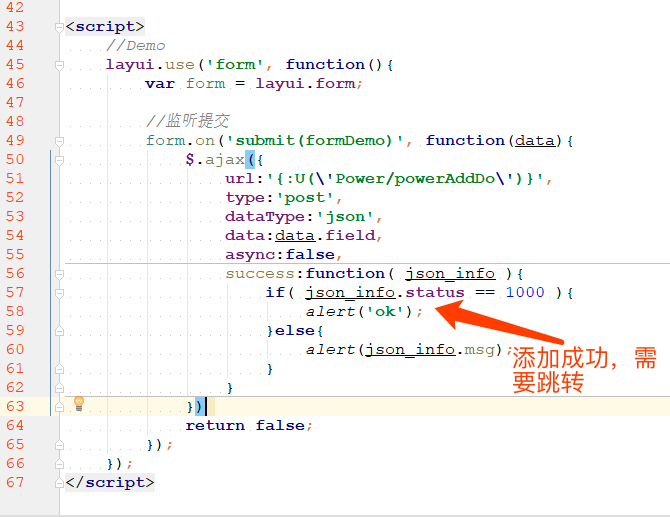 42
43 <script>
44 //Demo
45 layui.use('form', function(){
46 var form = layui.form;
47
48 //监听提交
49 form.on('submit(formDemo)', function(data){
50 $.ajax({
51 url:'{:U(\'Power/powerAddDo\')}',
52 type:'post',
53 dataType:'json',
54 data:data.field,
55 async:false,
56 success:function( json_info ){
57 if( json_info.status == 1000 ){
58 alert('ok');
59 }else{
60 alert(json_info.msg);
61 }
62 }
63 })
64 return false;
65 });
66 });
67 </script>
添加成功，需
要跳转